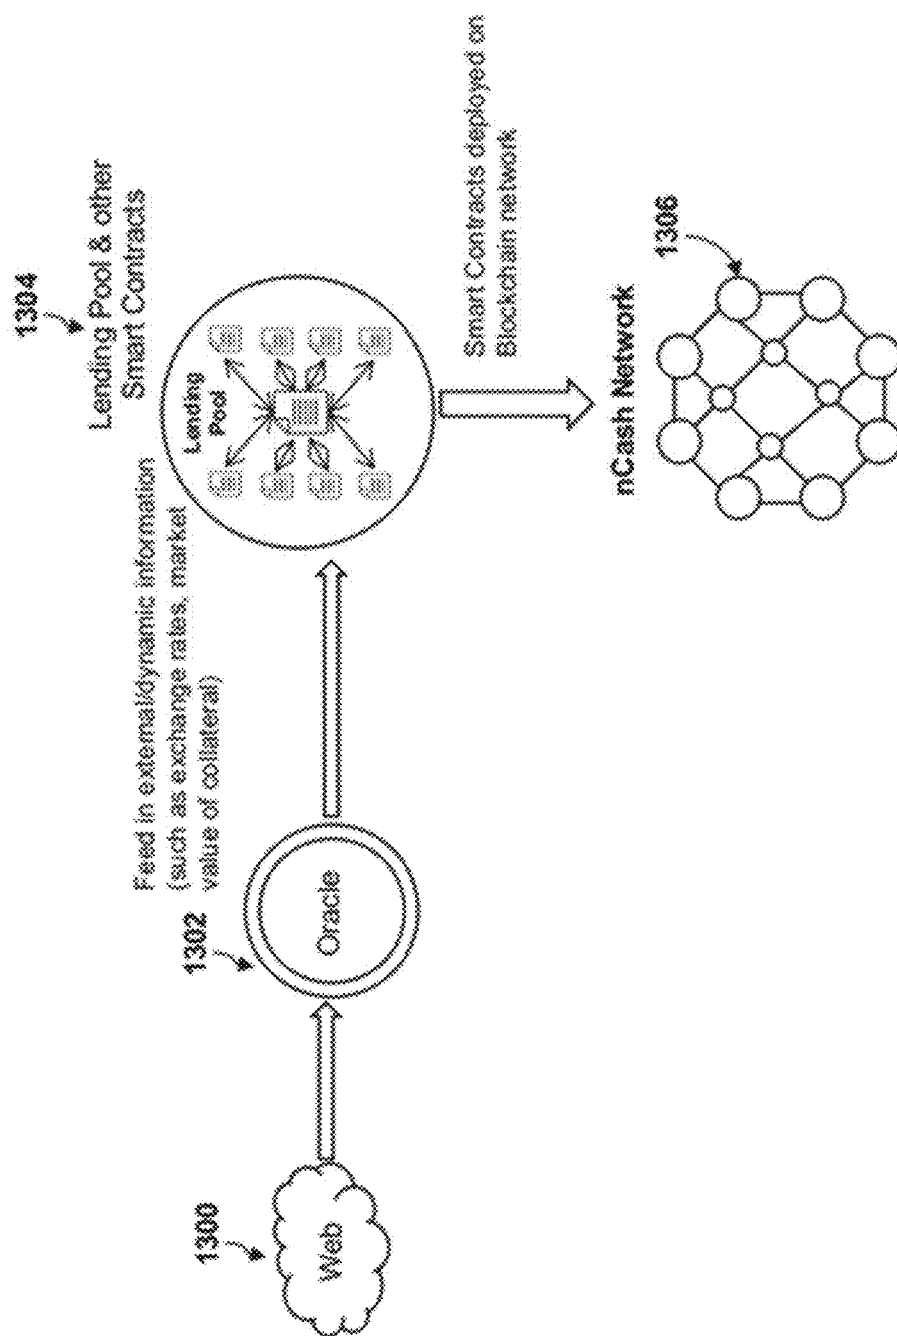 1304
Lending Pool & other
Smart Contracts
Feed in external/dynamic information
(such as exchange rates, market
value of collateral)
1300
Web
1302
Oracle
Landing
Pool
Smart Contracts deployed on
Blockchain network
nCash Network
1306